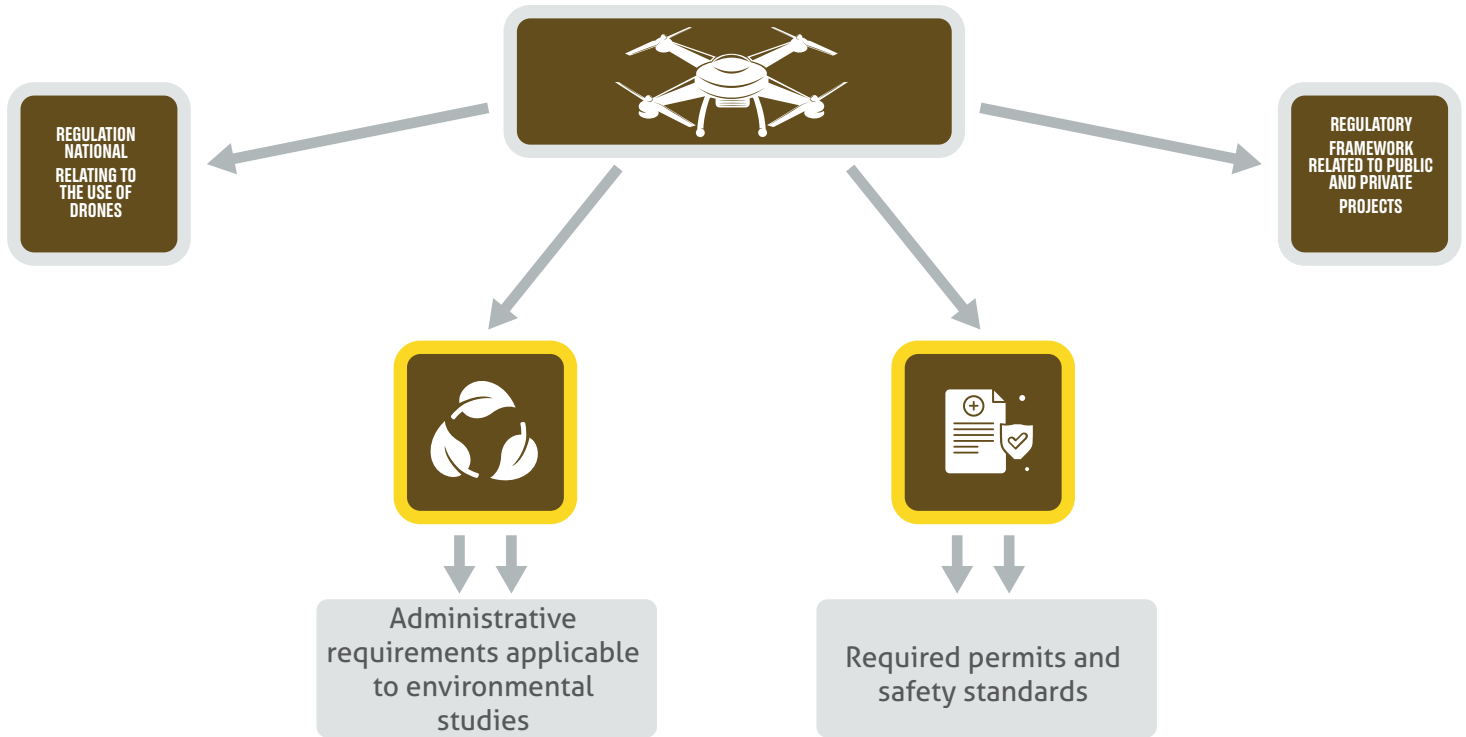 REGULATION
NATIONAL
RELATING TO
THE USE OF
DRONES
REGULATORY
FRAMEWORK
RELATED TO PUBLIC
AND PRIVATE
PROJECTS
Administrative
requirements applicable
to environmental
studies
Required permits and
safety standards